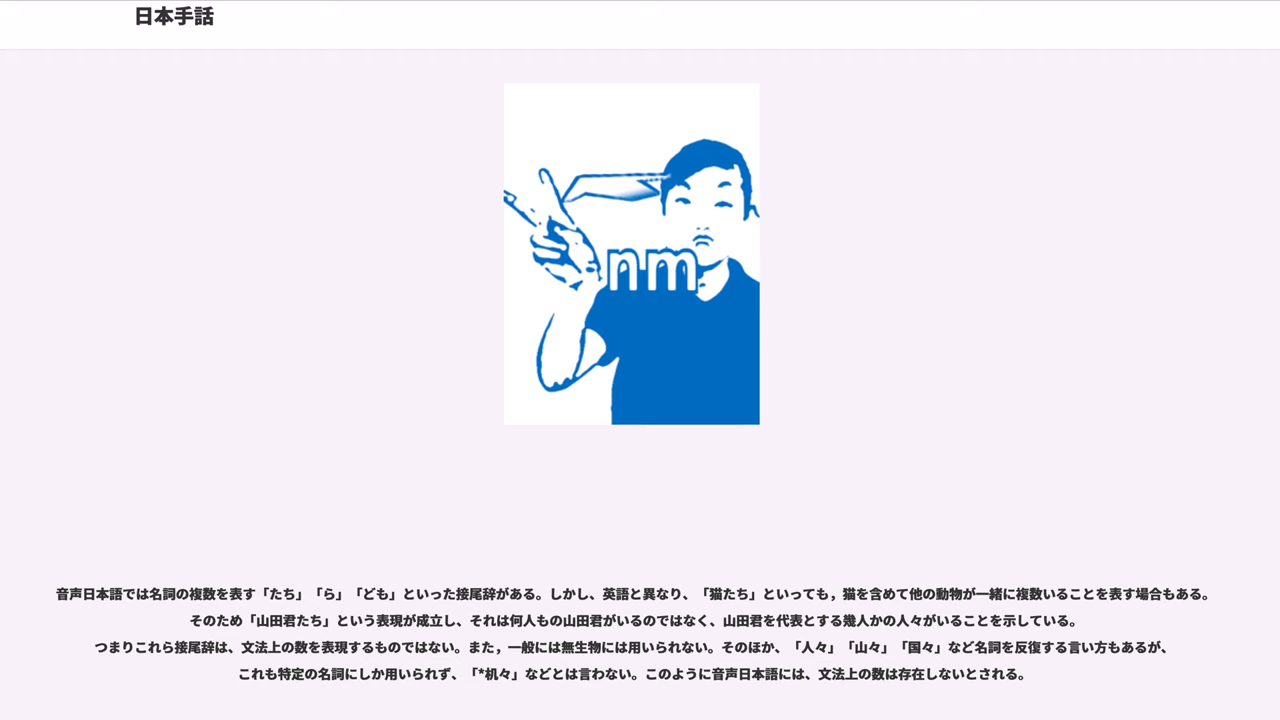 日本手話
nm
音声日本語では名詞の複数を表す「たち」「ら」「ども」といった接尾辞がある。しかし、英語と異なり、「猫たち」といっても，猫を含めて他の動物が一緒に複数いることを表す場合もある。
そのため「山田君たち」という表現が成立し、それは何人もの山田君がいるのではなく、山田君を代表とする幾人かの人々がいることを示している。
つまりこれら接尾辞は、文法上の数を表現するものではない。また，一般には無生物には用いられない。そのほか、「人々」「山々」「国々」など名詞を反復する言い方もあるが、
これも特定の名詞にしか用いられず、「*机々」などとは言わない。このように音声日本語には、文法上の数は存在しないとされる。